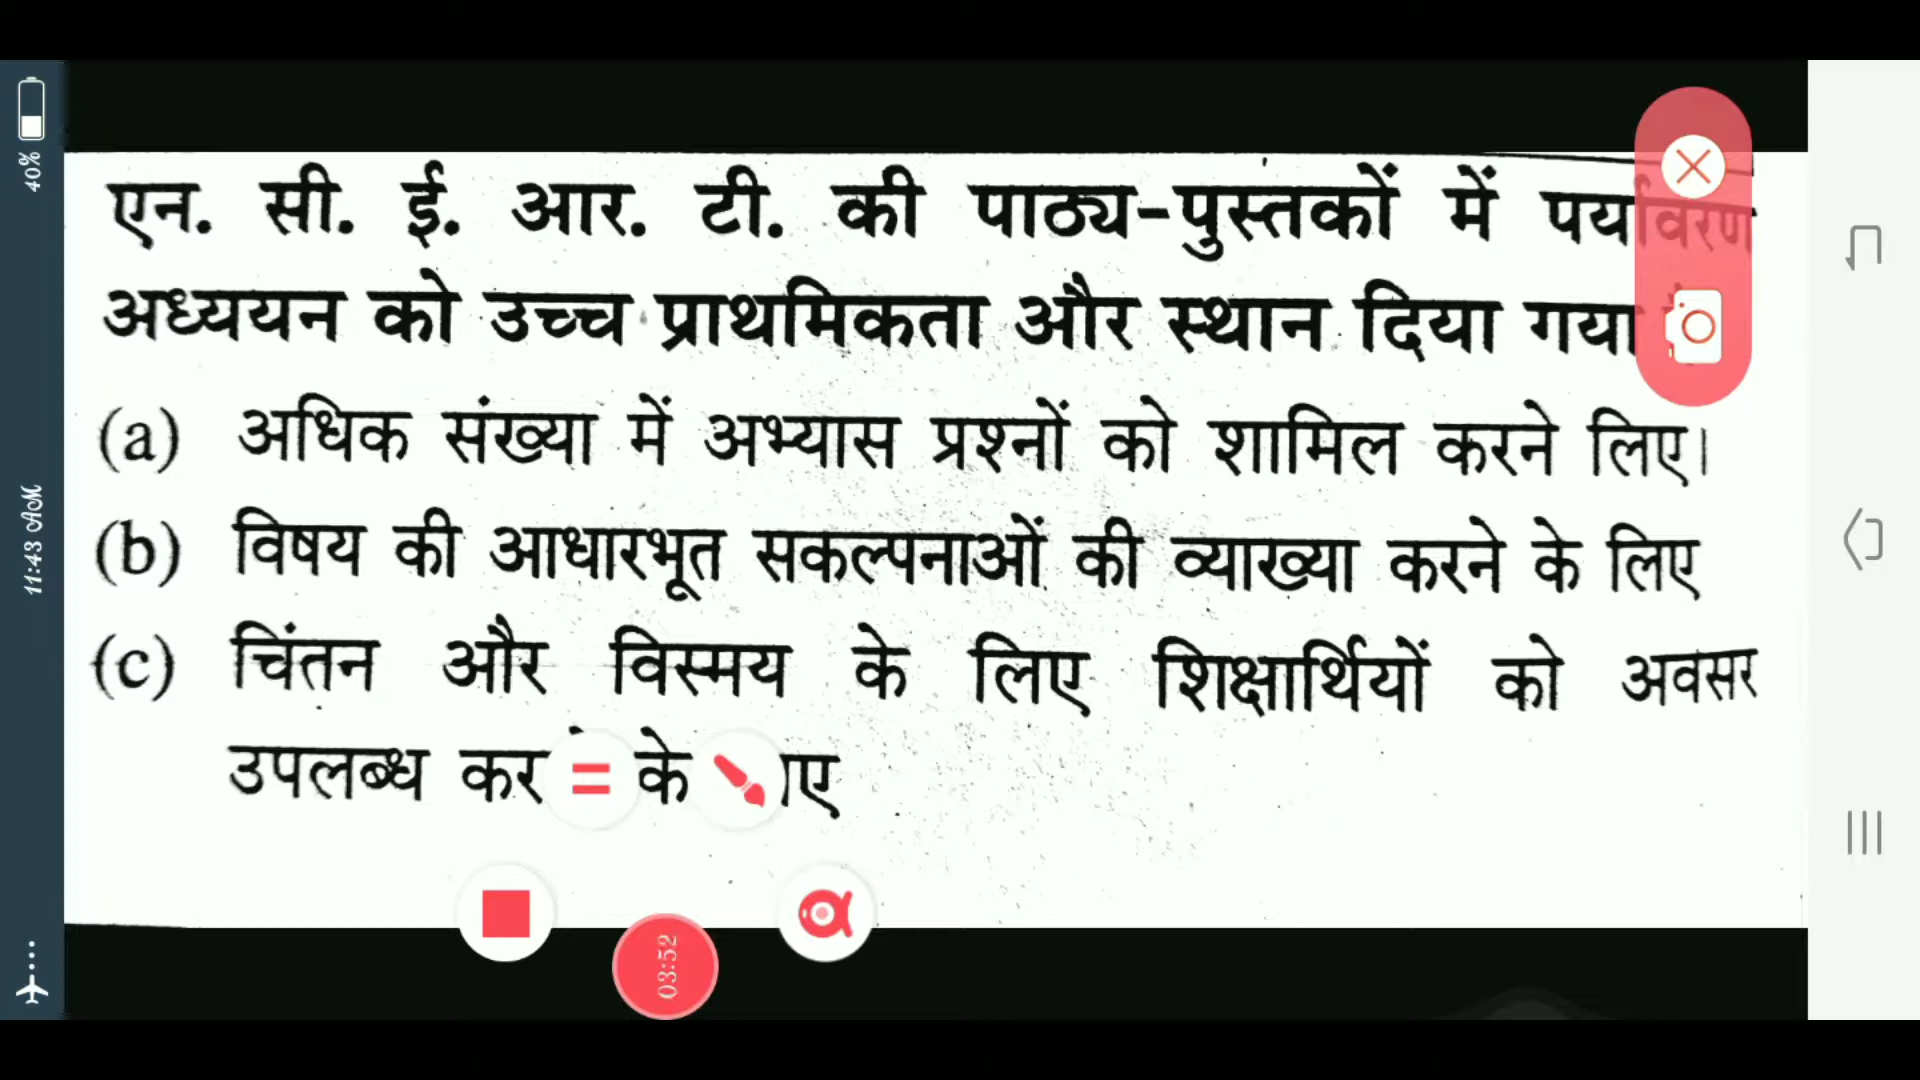 एन. सी. ई. आर. टी. की पाठ्य-पुस्तकों में पर्यावरण
अध्ययन को उच्च प्राथमिकता और स्थान दिया गया
(a) अधिक संख्या में अभ्यास प्रश्नों को शामिल करने लिए।
(b) विषय की आधारभूत सकल्पनाओं की व्याख्या करने के लिए
(c) चिंतन और विस्मय के लिए शिक्षार्थियों को अवसर
उपलब्ध के
40%
11:43 AM
03:52